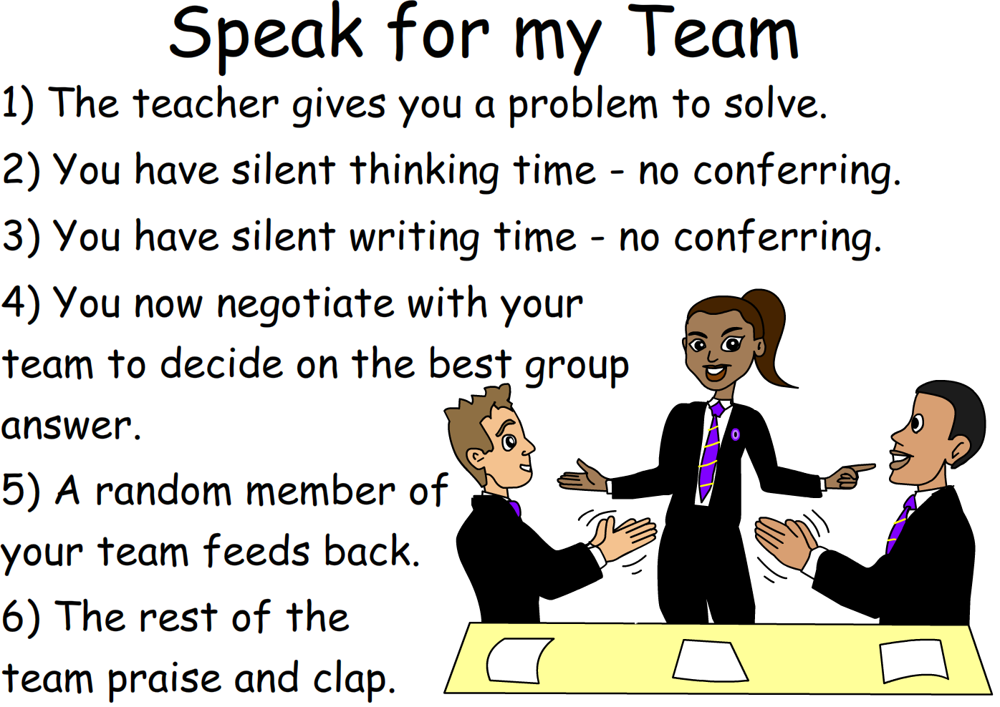 Speak for my Team
1) The teacher gives you a problem to solve.
2) You have silent thinking time - no conferring.
3) You have silent writing time - no conferring.
4) You now negotiate with your
team to decide on the best group
answer.
5) A random member of
your team feeds back.
6) The rest of the
team praise and clap.